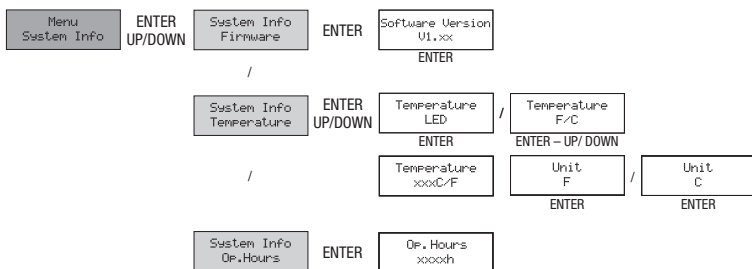 Menu
System Info
ENTER
UP/DOWN
System Info
Firmware
ENTER
Software Version
V1.xx
ENTER
/
System Info
Temperature
ENTER
UP/DOWN
Temperature
LED
ENTER
/
Temperature
F/C
ENTER – UP/ DOWN
/
Temperature
xxxC/F
Unit
F
ENTER
/
Unit
C
ENTER
System Info
Op.Hours
ENTER
Op.Hours
xxxxh